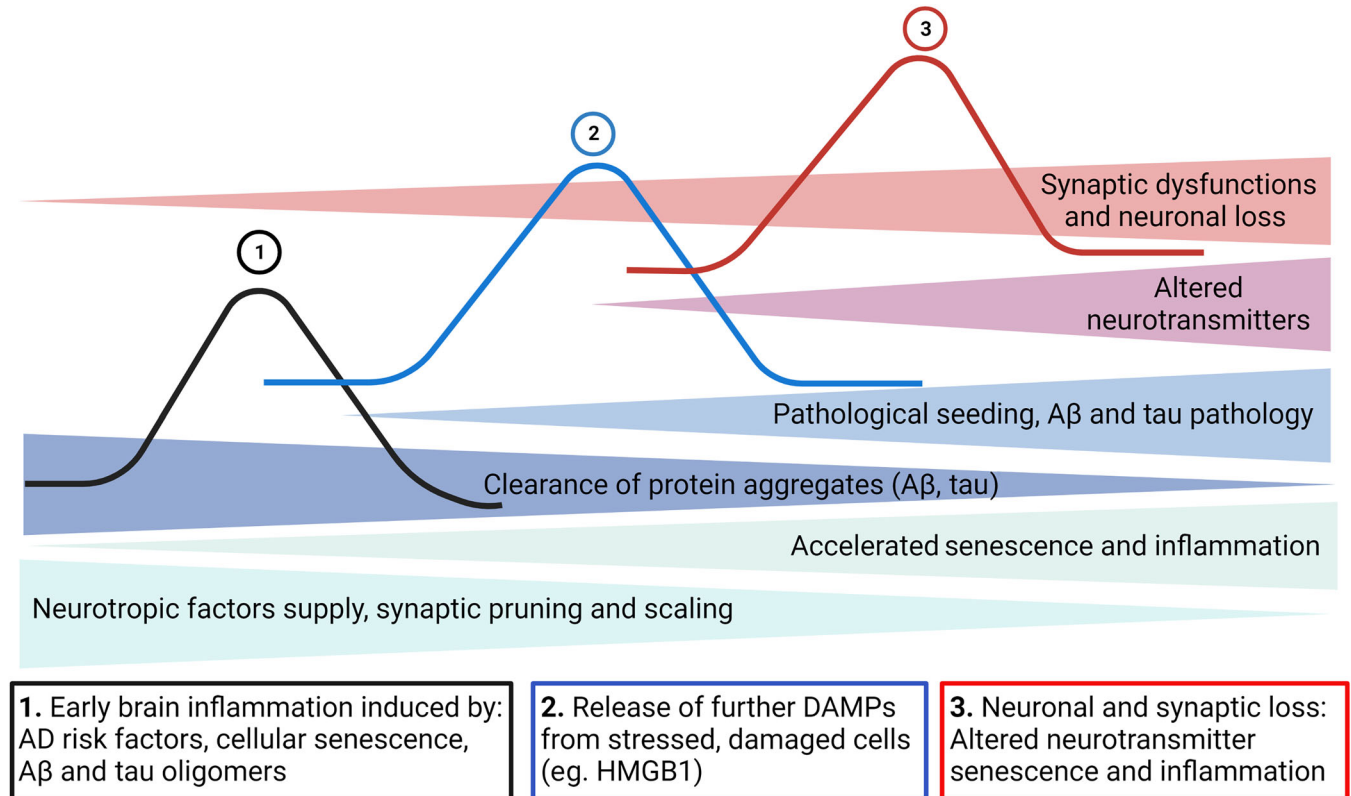 3
2
1
Synaptic dysfunctions
and neuronal loss
Altered
neurotransmitters
Pathological seeding, Aβ and tau pathology
Clearance of protein aggregates (Aβ, tau)
Accelerated senescence and inflammation
Neurotropic factors supply, synaptic pruning and scaling
1. Early brain inflammation induced by:
AD risk factors, cellular senescence,
Aβ and tau oligomers
2. Release of further DAMPs
from stressed, damaged cells
(eg. HMGB1)
3. Neuronal and synaptic loss:
Altered neurotransmitter
senescence and inflammation